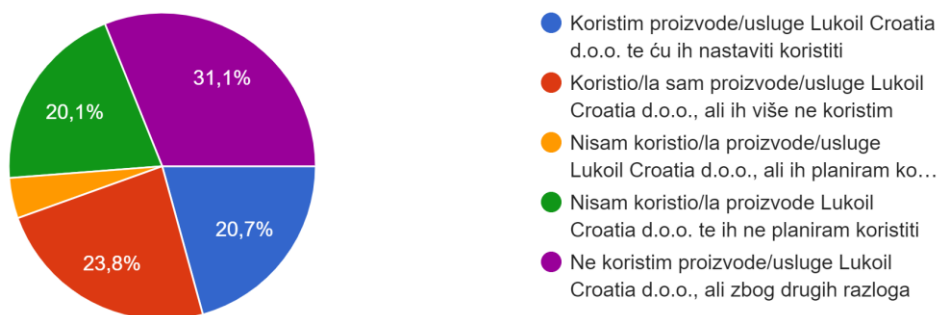 31,1%
20,1%
20,7%
23,8%
Koristim proizvode/usluge Lukoil Croatia
d.o.o. te ću ih nastaviti koristiti
Koristio/la sam proizvode/usluge Lukoil
Croatia d.o.o., ali ih više ne koristim
Nisam koristio/la proizvode/usluge
Lukoil Croatia d.o.o., ali ih planiram ko…
Nisam koristio/la proizvode Lukoil
Croatia d.o.o. te ih ne planiram koristiti
Ne koristim proizvode/usluge Lukoil
Croatia d.o.o., ali zbog drugih razloga